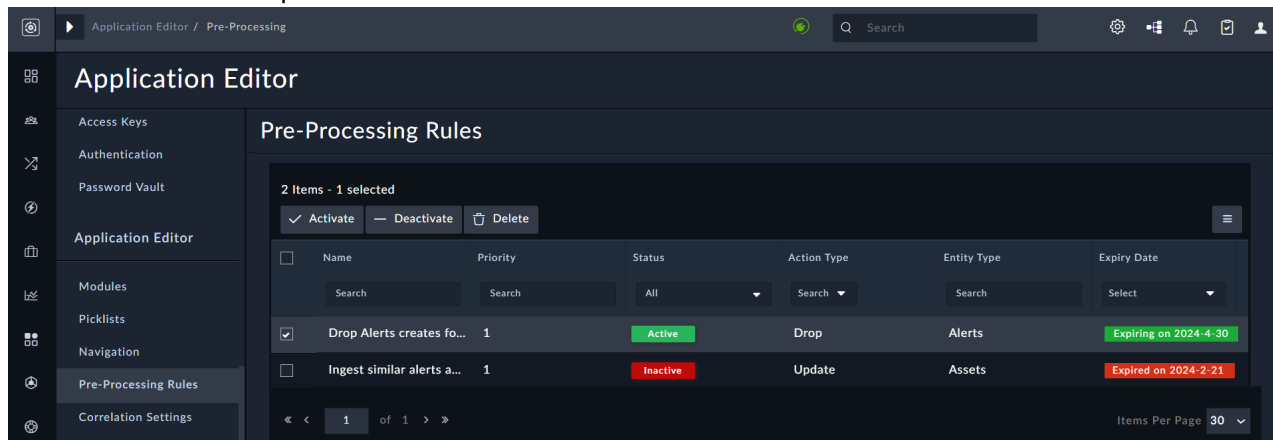 Application Editor / Pre-Processing
Search
Application Editor
Access Keys
Authentication
Password Vault
Application Editor
Modules
Picklists
Navigation
Pre-Processing Rules
Correlation Settings
Pre-Processing Rules
2 Items - 1 selected
Activate Deactivate Delete
Name Priority Status Action Type Entity Type Expiry Date
Search Search All Search Search Select
Drop Alerts creates fo... 1 Active Drop Alerts Expiring on 2024-4-30
Ingest similar alerts a... 1 Inactive Update Assets Expired on 2024-2-21
« < 1 of 1 > » Items Per Page 30